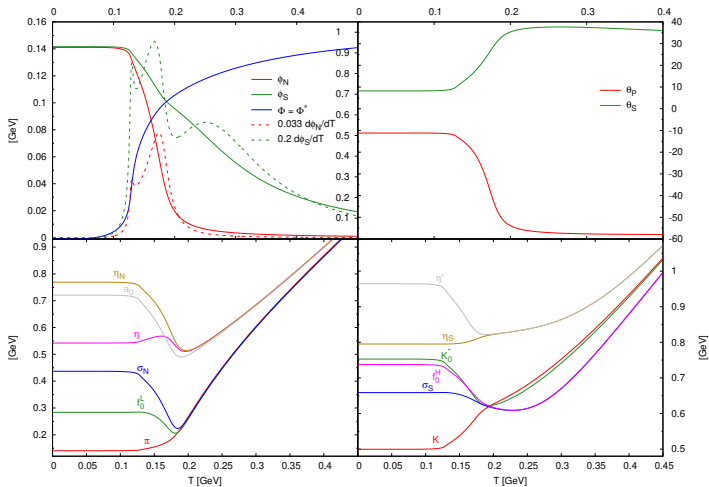 0 0.1 0.2 0.3 0.4
0 0.1 0.2 0.3 0.4
0.16
0.14
0.12
0.1
0.08
0.06
0.04
0.02
0
[GeV]
1
0.9
0.8
0.7
0.6
0.5
0.4
0.3
0.2
0.1
ϕN
ϕS
Φ = Φ*
0.033 dϕN/dT
0.2 dϕS/dT
θP
θS
40
30
20
10
0
-10
-20
-30
-40
-50
-60
0.9
0.8
0.7
0.6
0.5
0.4
0.3
0.2
[GeV]
ηN
a0
η
σN
f0L
π
η'
ηS
K0*
f0H
σS
K
1
0.9
0.8
0.7
0.6
0.5
[GeV]
0 0.05 0.1 0.15 0.2 0.25 0.3 0.35 0.4
T [GeV]
0 0.05 0.1 0.15 0.2 0.25 0.3 0.35 0.4 0.45
T [GeV]